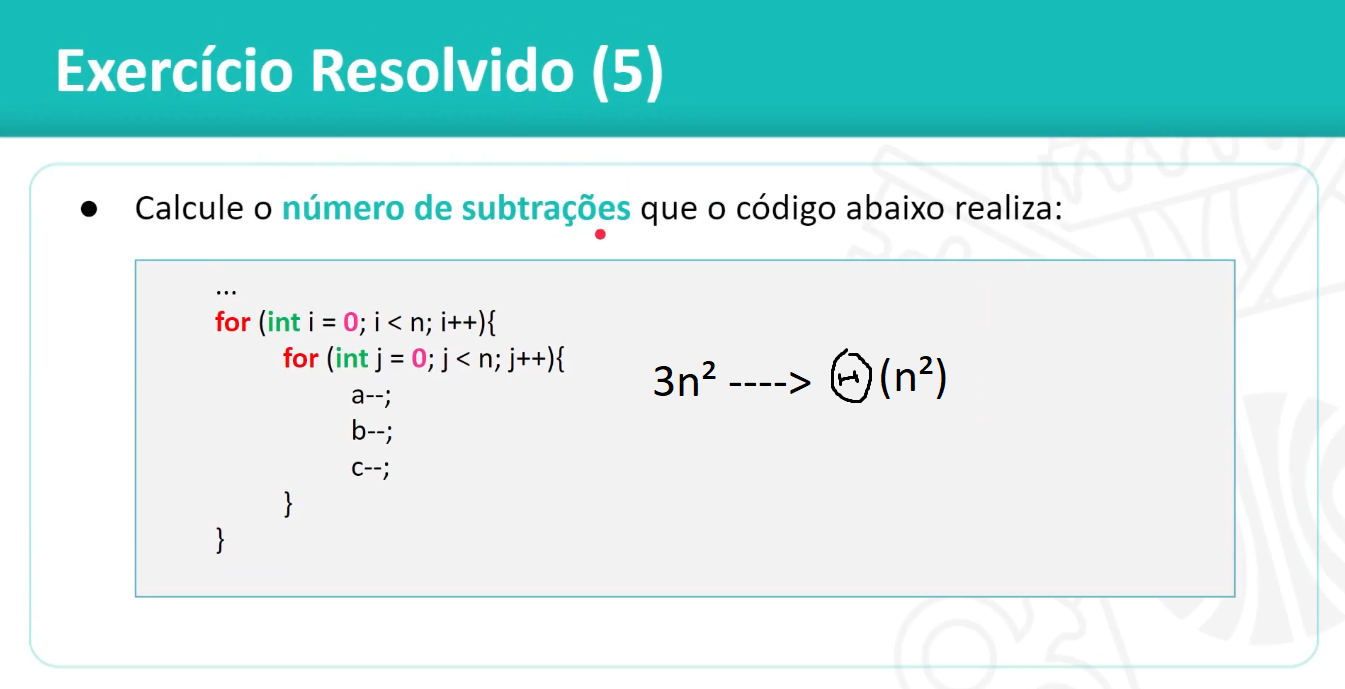 Exercício Resolvido (5)
● Calcule o número de subtrações que o código abaixo realiza:
...
for (int i = 0; i < n; i++){
for (int j = 0; j < n; j++){
a--;
b--;
c--;
}
}
3n² ----> Θ(n²)